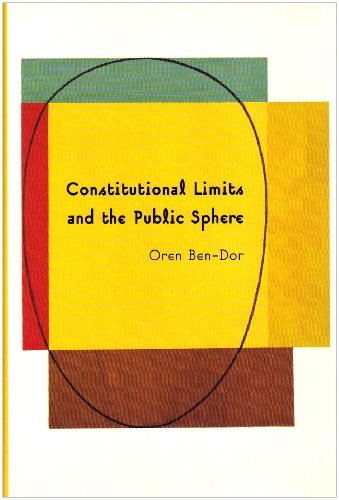 Constitutional Limits
and the Public Sphere
Oren Ben-Dor